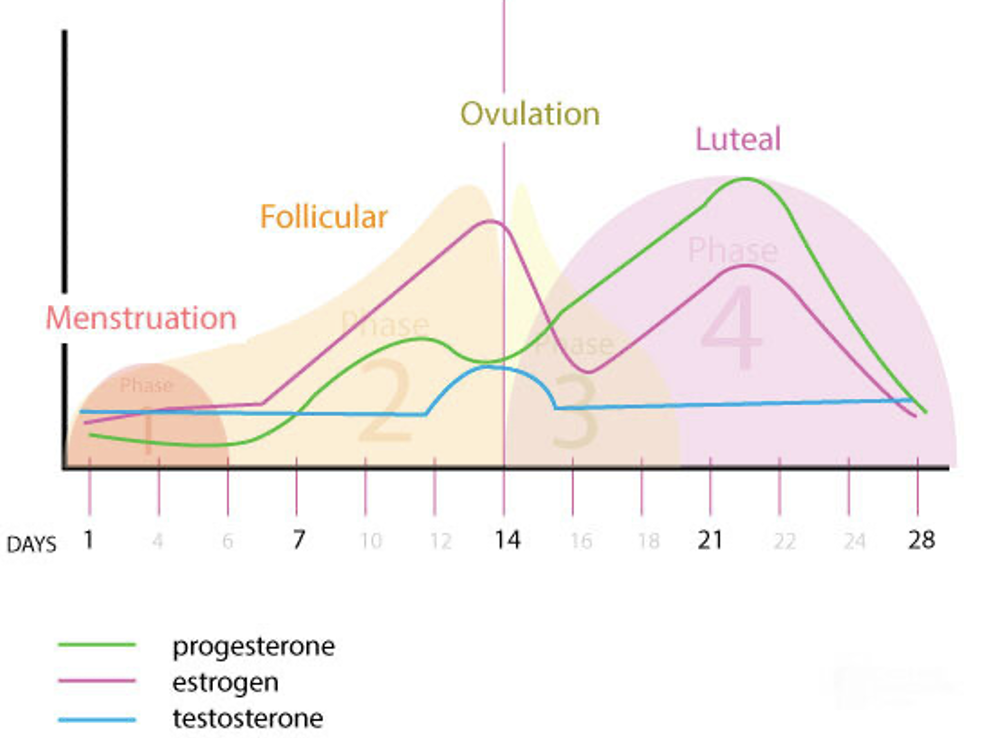 Ovulation
Luteal
Follicular
Phase
4
Menstruation
Phase
2
Phase
3
Phase
1
DAYS 1 4 6 7 10 12 14 16 18 21 22 24 28
progesterone
estrogen
testosterone